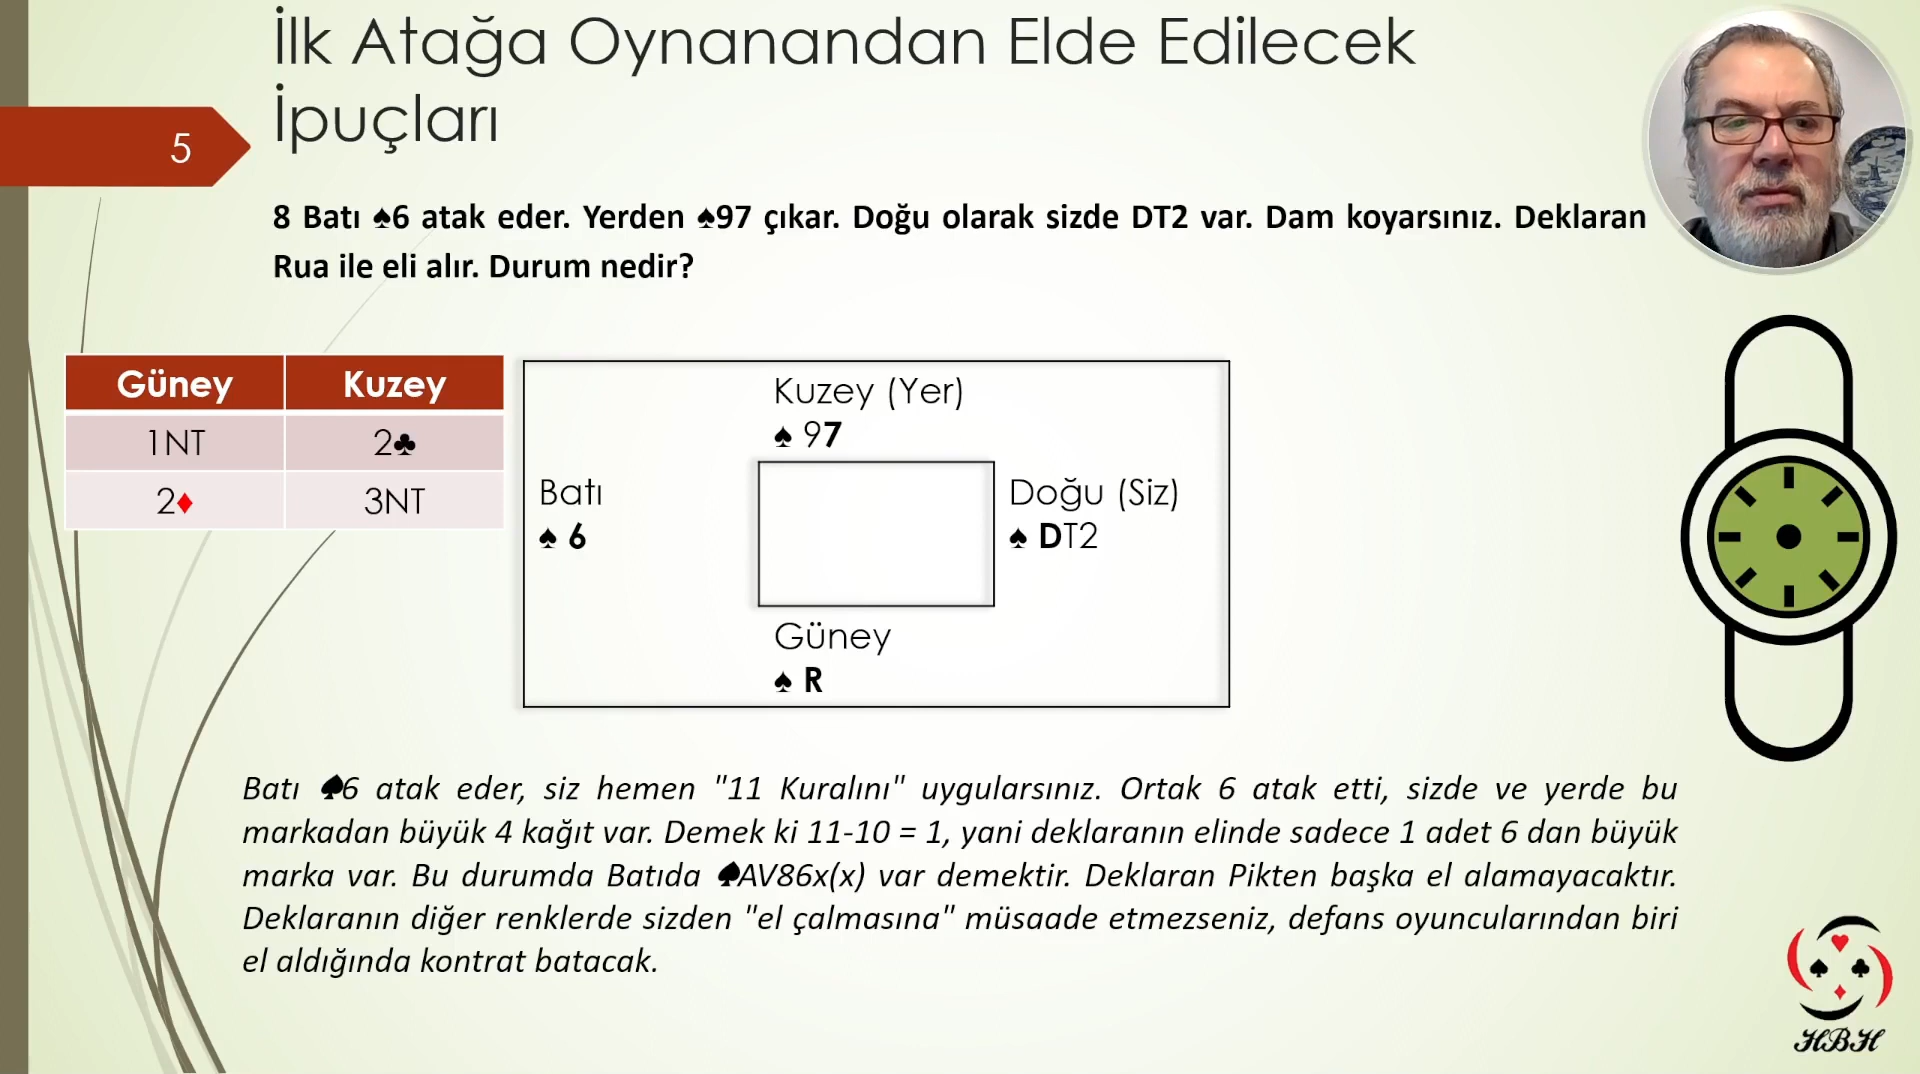 İlk Atağa Oynanandan Elde Edilecek
İpuçları
5
8 Batı ♠6 atak eder. Yerden ♠97 çıkar. Doğu olarak sizde DT2 var. Dam koyarsınız. Deklaran
Rua ile eli alır. Durum nedir?
Güney Kuzey
1NT 2♣
2♦ 3NT
Kuzey (Yer)
♠ 97
Batı
♠ 6
Doğu (Siz)
♠ DT2
Güney
♠ R
Batı ♠6 atak eder, siz hemen "11 Kuralını" uygularsınız. Ortak 6 atak etti, sizde ve yerde bu
markadan büyük 4 kağıt var. Demek ki 11-10 = 1, yani deklaranın elinde sadece 1 adet 6 dan büyük
marka var. Bu durumda Batıda ♠AV86x(x) var demektir. Deklaran Pikten başka el alamayacaktır.
Deklaranın diğer renklerde sizden "el çalmasına" müsaade etmezseniz, defans oyuncularından biri
el aldığında kontrat batacak.
HBH